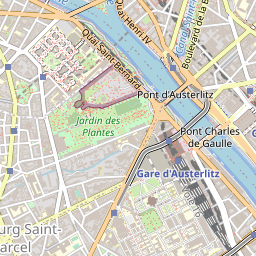 Quai Henri IV
Quai Saint-Bernard
Boulevard de la B
Pont d'Austerlitz
Jardin des
Plantes
Pont Charles
de Gaulle
Gare d'Austerlitz
urg Saint-
arcel